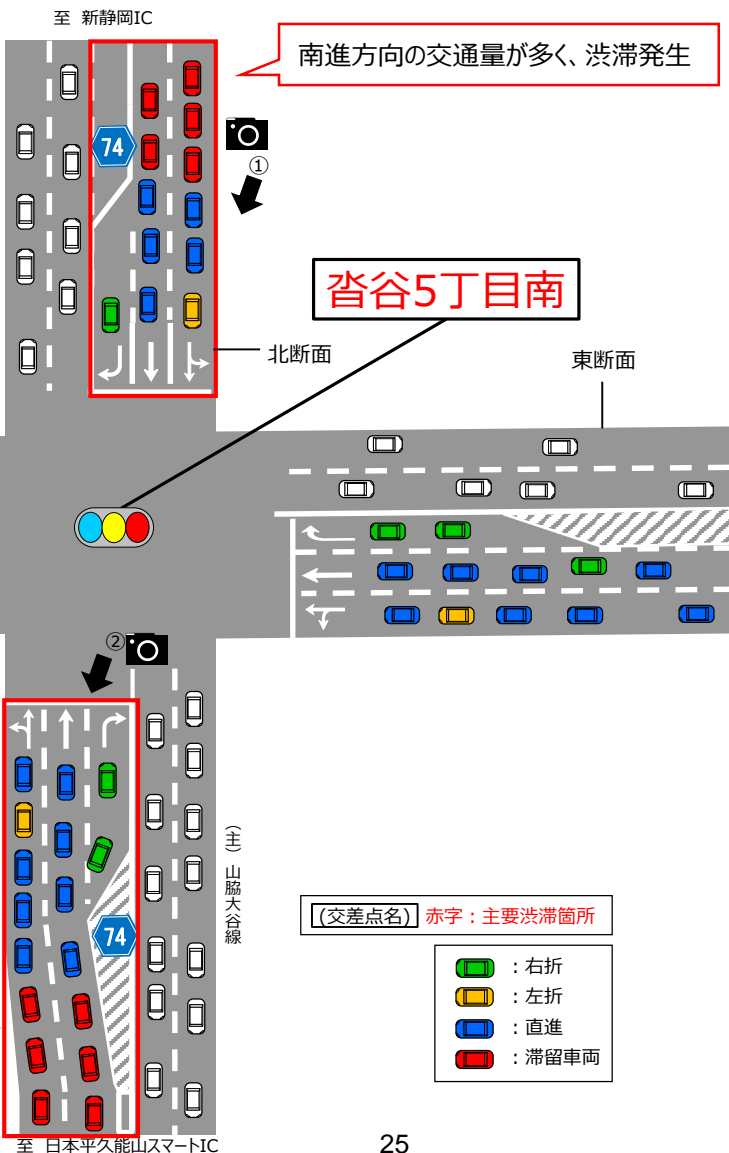 至 新静岡IC
南進方向の交通量が多く、渋滞発生
74
①
沓谷5丁目南
北断面
東断面
②
(主)山脇大谷線
74
(交差点名) 赤字：主要渋滞箇所
：右折
：左折
：直進
：滞留車両
至 日本平久能山スマートIC
25